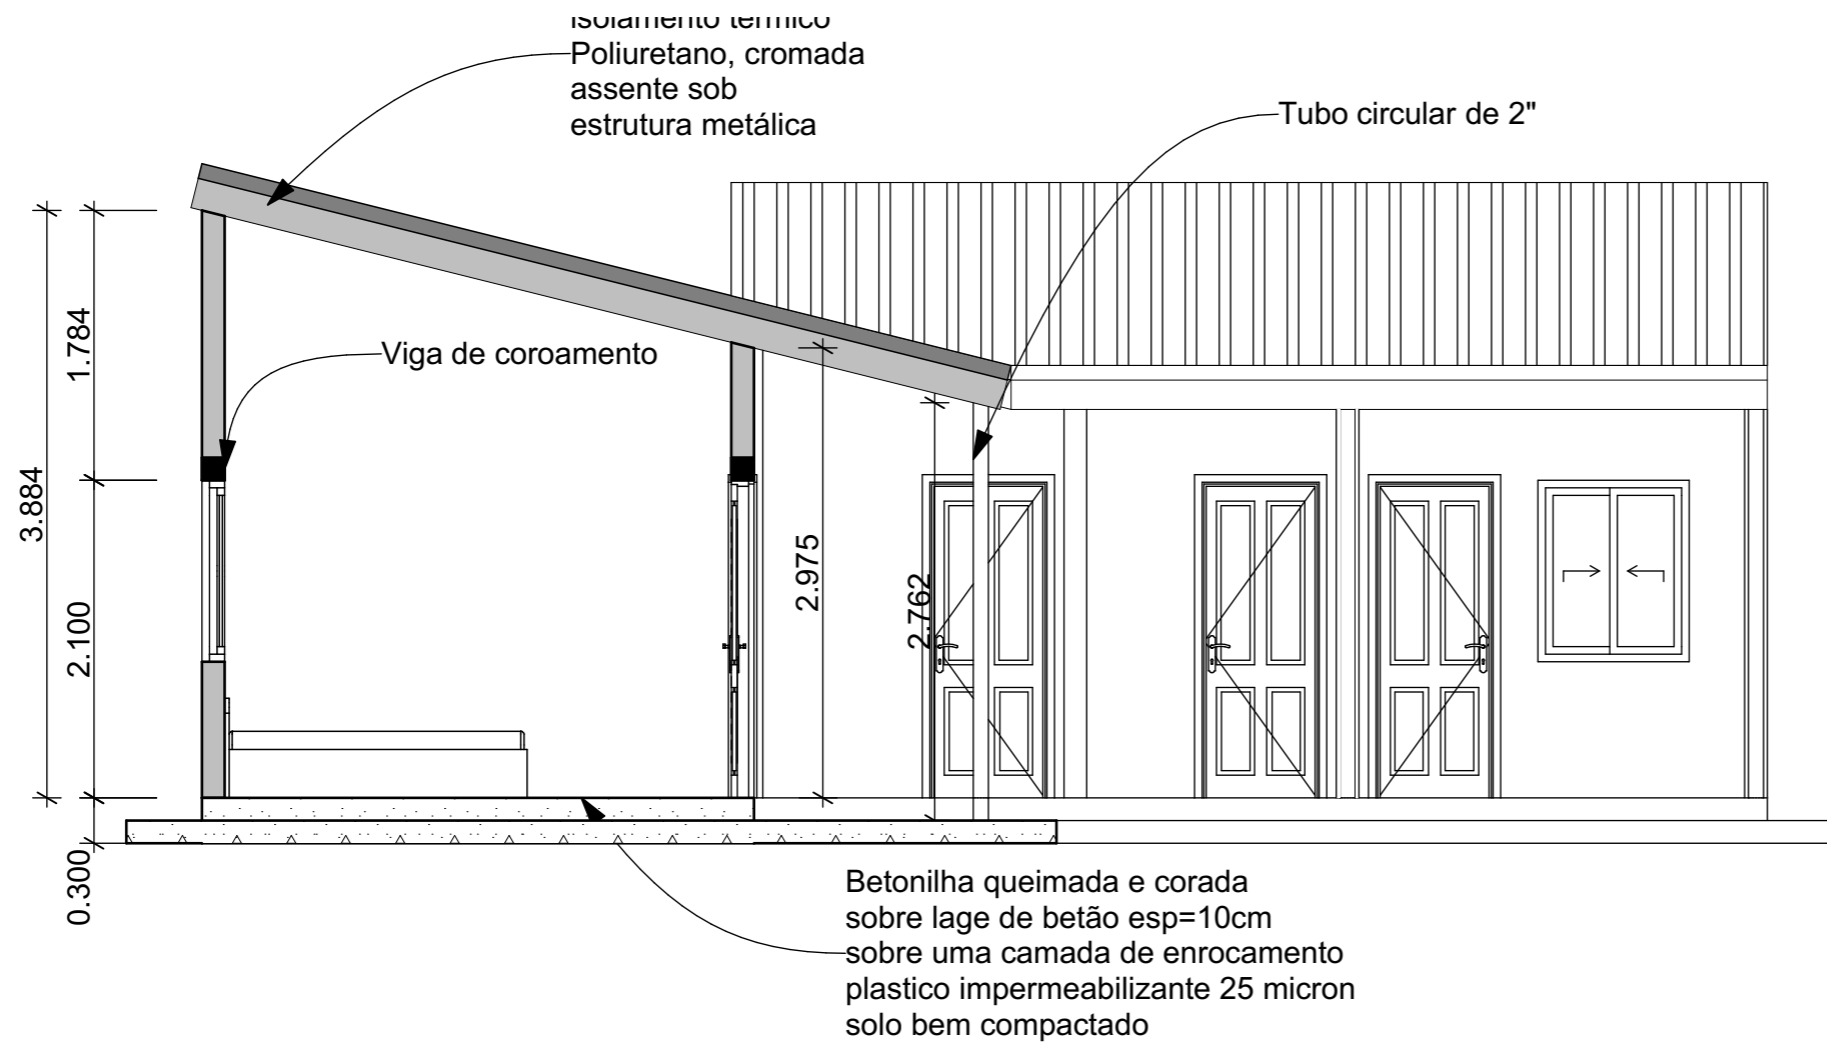 isolamento térmico
Poliuretano, cromada
assente sob
estrutura metálica
Tubo circular de 2"
Viga de coroamento
1.784
3.884
2.100
0.300
2.975
2.762
Betonilha queimada e corada
sobre lage de betão esp=10cm
sobre uma camada de enrocamento
plastico impermeabilizante 25 micron
solo bem compactado